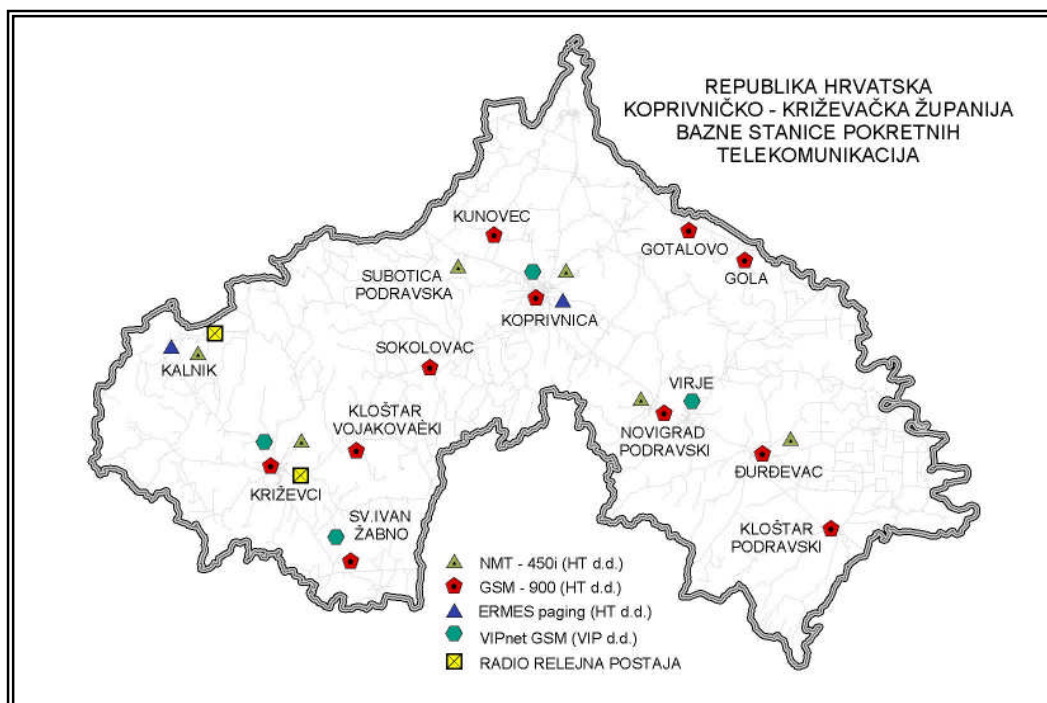 REPUBLIKA HRVATSKA
KOPRIVNIČKO - KRIŽEVAČKA ŽUPANIJA
BAZNE STANICE POKRETNIH
TELEKOMUNIKACIJA
KUNOVEC
GOTALOVO
GOLA
SUBOTICA
PODRAVSKA
KOPRIVNICA
KALNIK
SOKOLOVAC
VIRJE
KLOŠTAR
VOJAKOVAÈKI
NOVIGRAD
PODRAVSKI
ĐURĐEVAC
KRIŽEVCI
SV.IVAN
ŽABNO
KLOŠTAR
PODRAVSKI
NMT - 450i (HT d.d.)
GSM - 900 (HT d.d.)
ERMES paging (HT d.d.)
VIPnet GSM (VIP d.d.)
RADIO RELEJNA POSTAJA